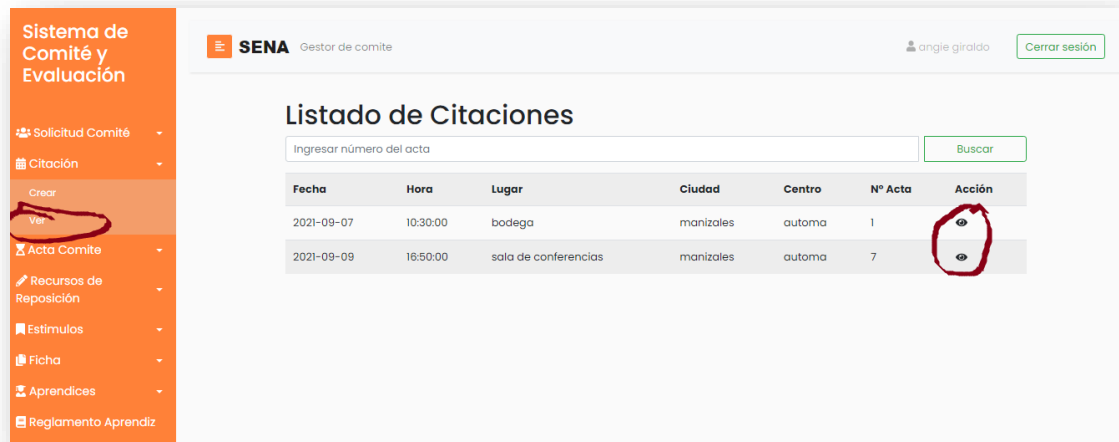 Sistema de
Comité y
Evaluación
Solicitud Comité
Citación
Crear
Ver
Acta Comite
Recursos de
Reposición
Estimulos
Ficha
Aprendices
Reglamento Aprendiz
SENA Gestor de comite
angie giraldo
Cerrar sesión
Listado de Citaciones
Ingresar número del acta
Buscar
Fecha Hora Lugar Ciudad Centro Nº Acta Acción
2021-09-07 10:30:00 bodega manizales automa 1
2021-09-09 16:50:00 sala de conferencias manizales automa 7